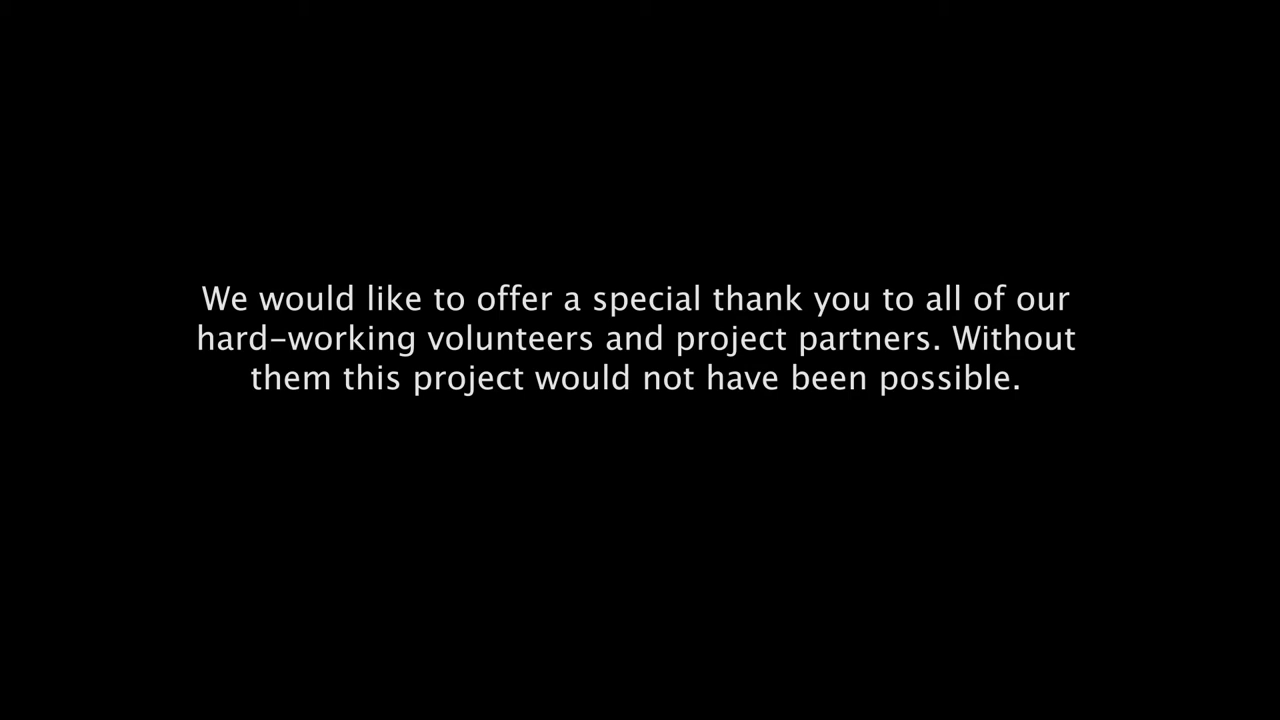 We would like to offer a special thank you to all of our
hard-working volunteers and project partners. Without
them this project would not have been possible.